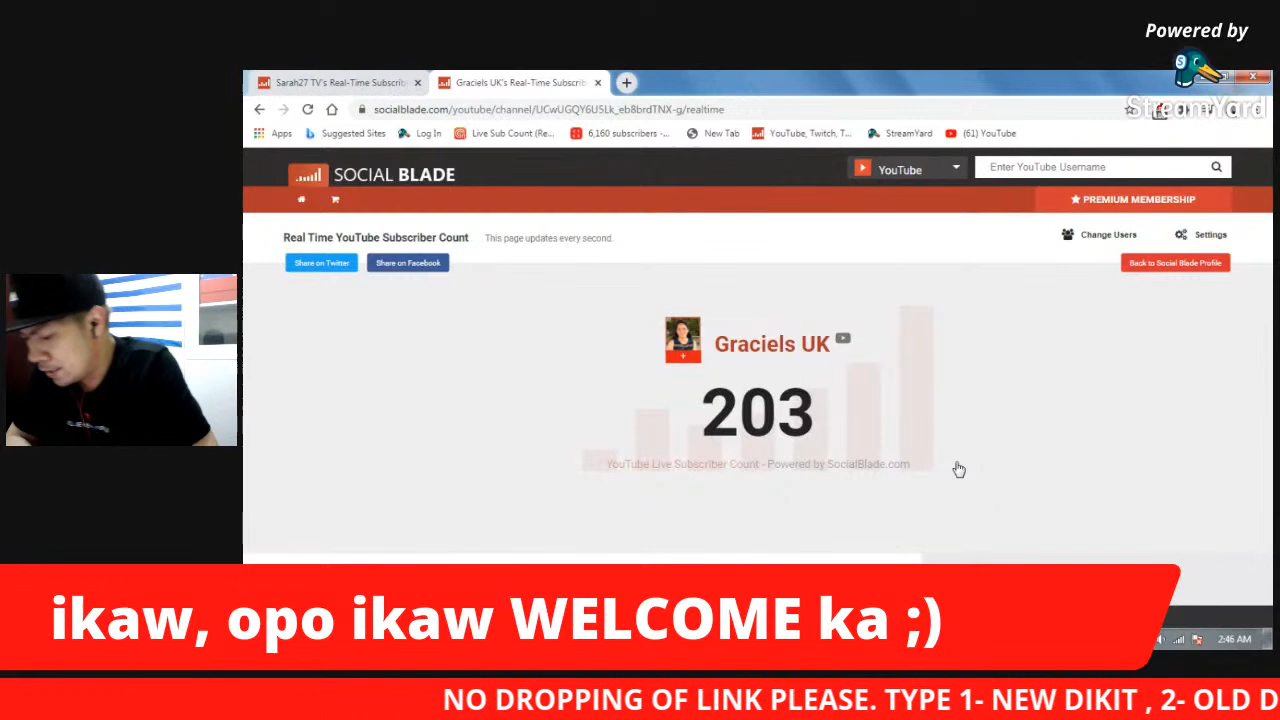 Powered by
StreamYard
Sarah27 TV's Real-Time Subscrib
Graciels UK's Real-Time Subscrib
socialblade.com/youtube/channel/UCwUGQY6U5Lk_eb8brdTNX-g/realtime
Apps
Suggested Sites
Log In
Live Sub Count (Re...
6,160 subscribers -...
New Tab
YouTube, Twitch, T...
StreamYard
(61) YouTube
SOCIAL BLADE
YouTube
Enter YouTube Username
PREMIUM MEMBERSHIP
Real Time YouTube Subscriber Count
This page updates every second.
Change Users
Settings
Share on Twitter
Share on Facebook
Back to Social Blade Profile
Graciels UK
203
YouTube Live Subscriber Count - Powered by SocialBlade.com
ikaw, opo ikaw WELCOME ka ;)
2:46 AM
NO DROPPING OF LINK PLEASE. TYPE 1- NEW DIKIT , 2- OLD D